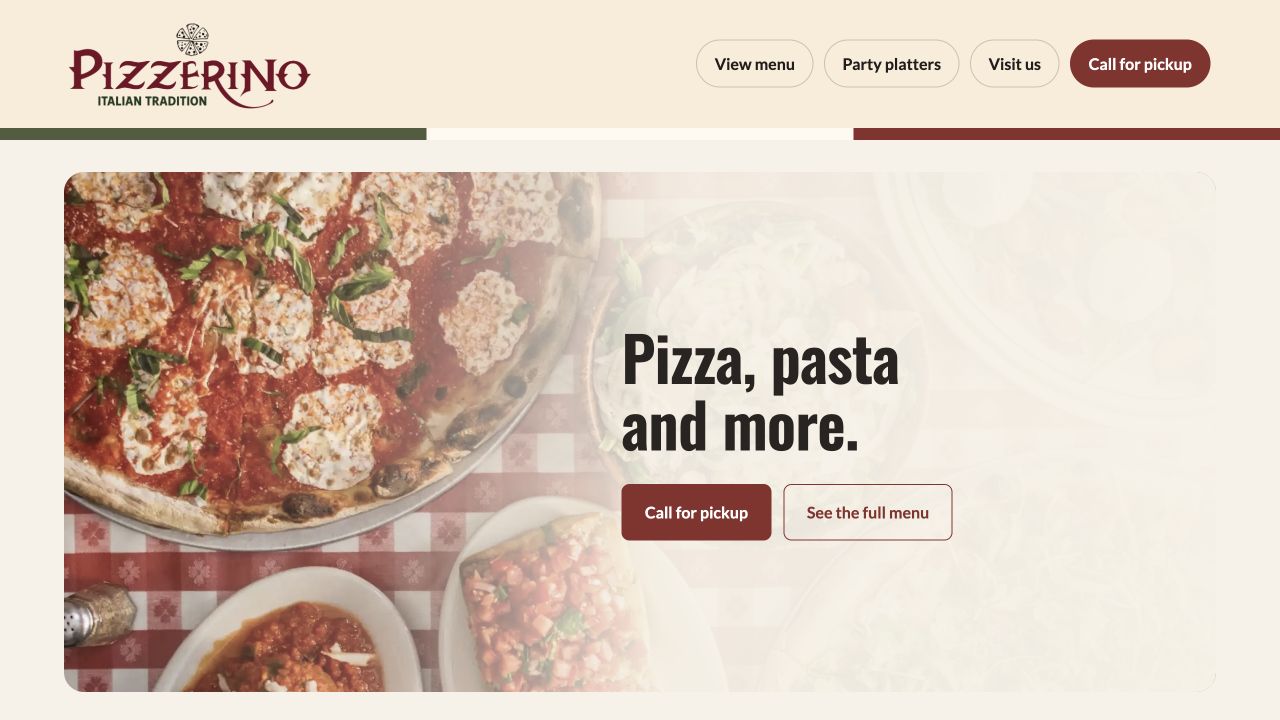 PIZZERINO
ITALIAN TRADITION
View menu
Party platters
Visit us
Call for pickup
Pizza, pasta
and more.
Call for pickup
See the full menu